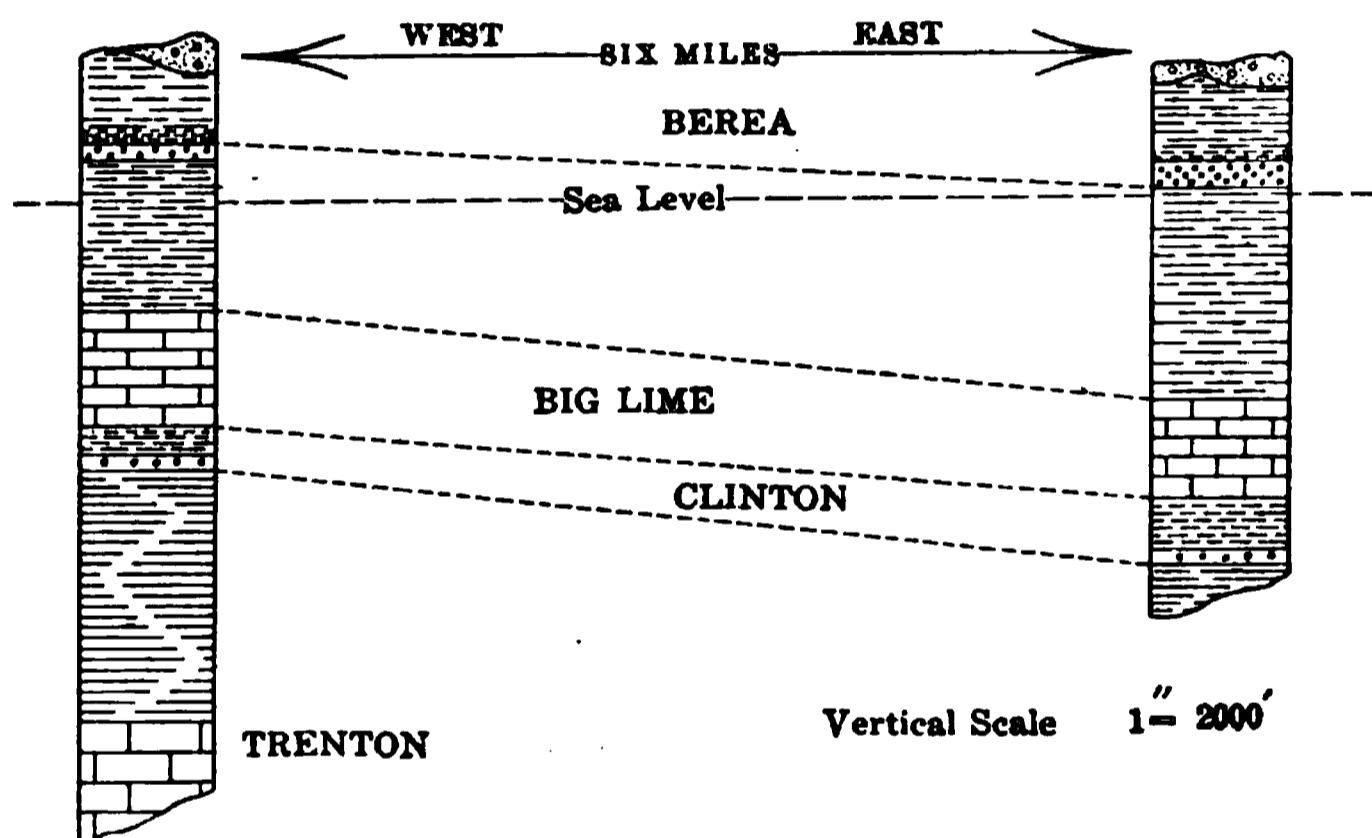 WEST EAST
SIX MILES
BEREA
Sea Level
BIG LIME
CLINTON
TRENTON
Vertical Scale 1" = 2000'